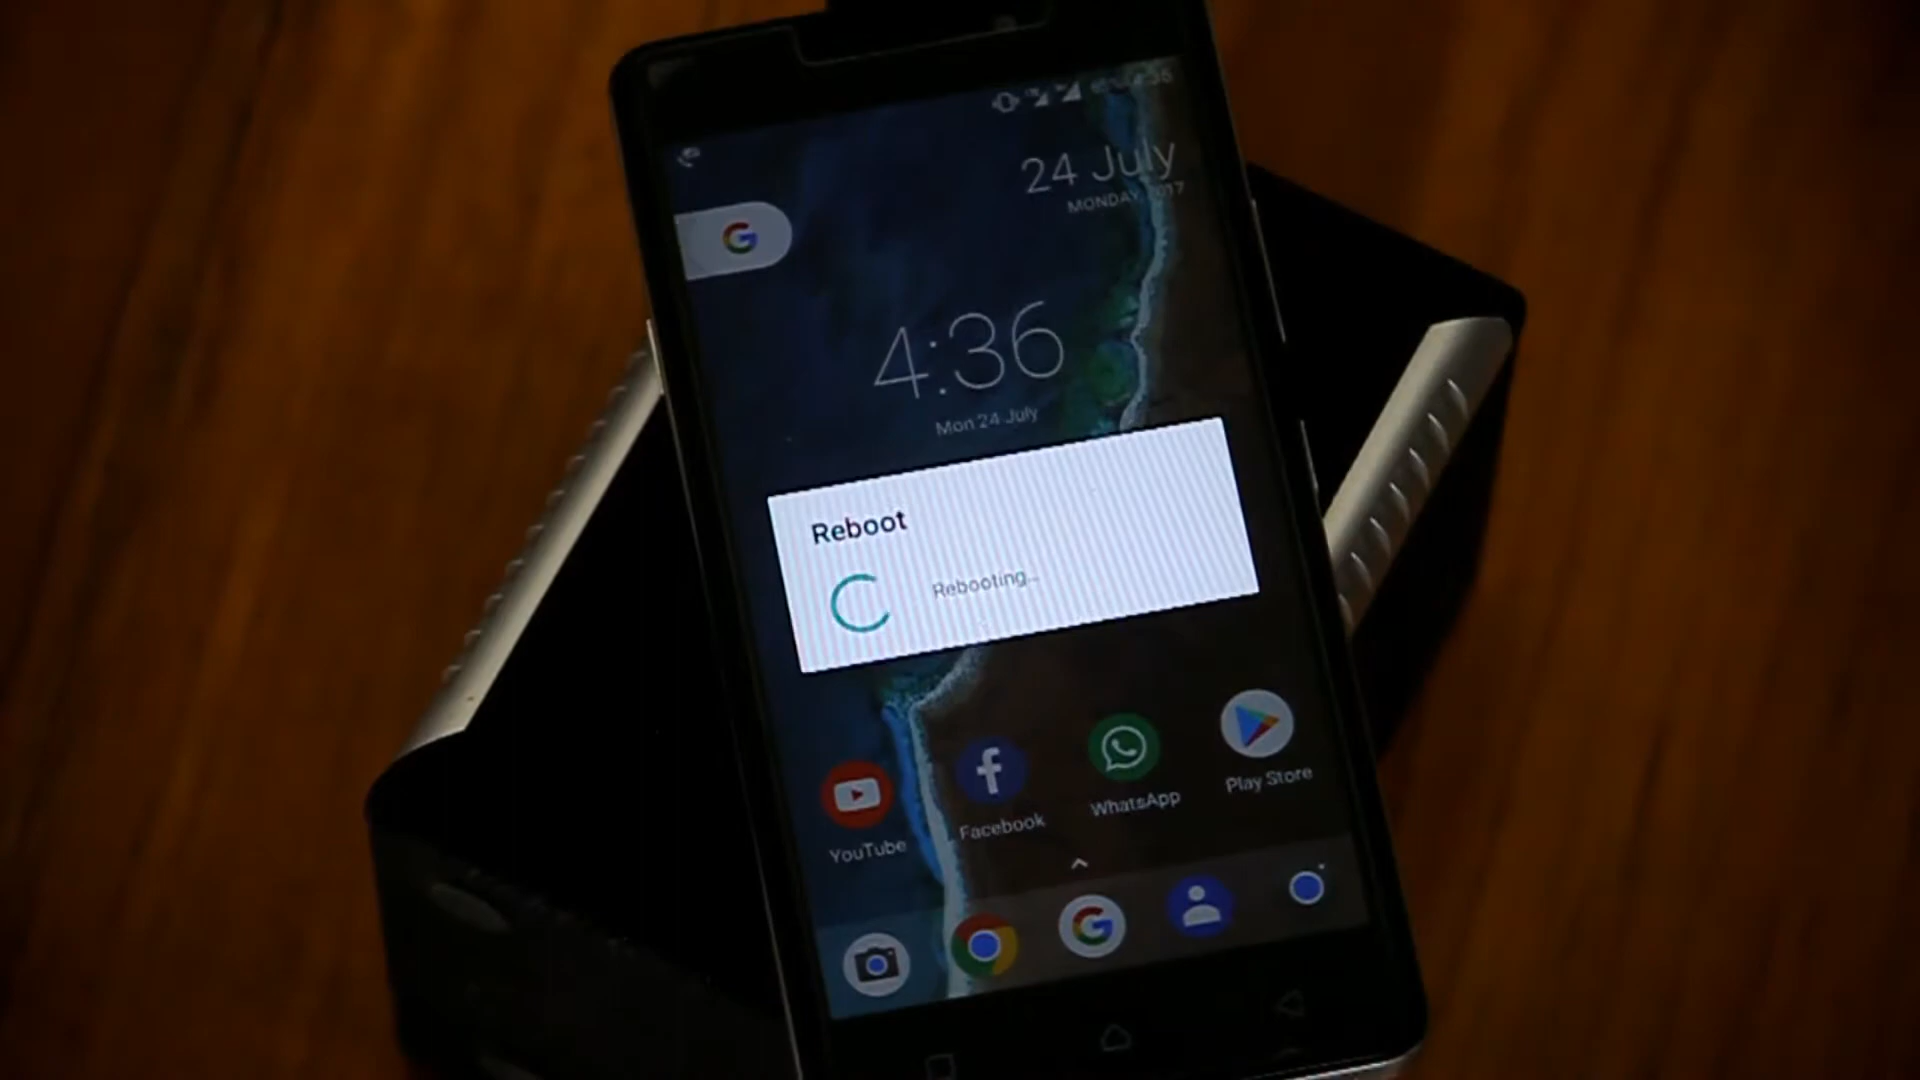 24 July
MONDAY, 2017
4:36
Mon 24 July
Reboot
Rebooting...
YouTube
Facebook
WhatsApp
Play Store